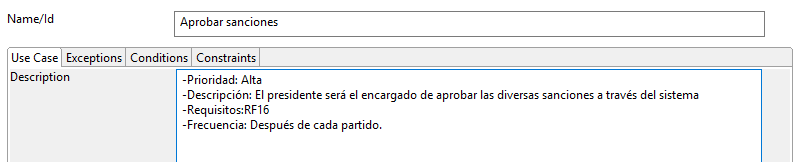 Name/Id
Aprobar sanciones
Use Case Exceptions Conditions Constraints
Description
-Prioridad: Alta
-Descripción: El presidente será el encargado de aprobar las diversas sanciones a través del sistema
-Requisitos:RF16
-Frecuencia: Después de cada partido.